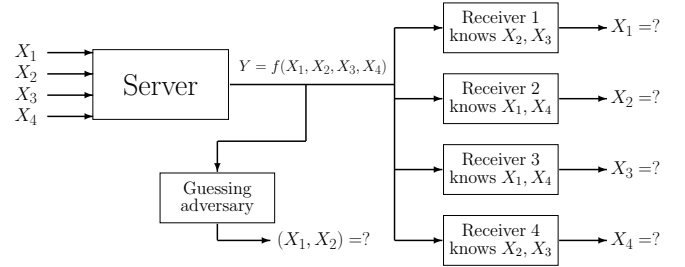 X₁
X₂
X₃
X₄
Server
Y = f(X₁, X₂, X₃, X₄)
Guessing
adversary
(X₁, X₂) =?
Receiver 1
knows X₂, X₃
X₁ =?
Receiver 2
knows X₁, X₄
X₂ =?
Receiver 3
knows X₁, X₄
X₃ =?
Receiver 4
knows X₂, X₃
X₄ =?